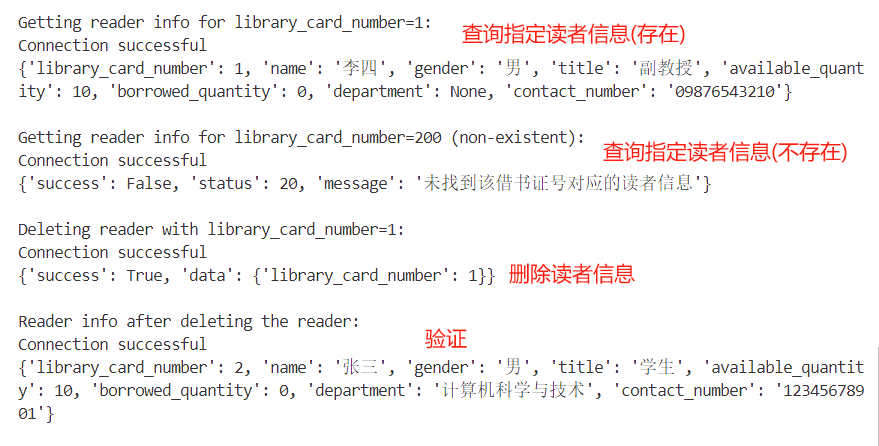 Getting reader info for library_card_number=1:
Connection successful
查询指定读者信息(存在)
{'library_card_number': 1, 'name': '李四', 'gender': '男', 'title': '副教授', 'available_quant
ity': 10, 'borrowed_quantity': 0, 'department': None, 'contact_number': '09876543210'}
Getting reader info for library_card_number=200 (non-existent):
Connection successful
查询指定读者信息(不存在)
{'success': False, 'status': 20, 'message': '未找到该借书证号对应的读者信息'}
Deleting reader with library_card_number=1:
Connection successful
{'success': True, 'data': {'library_card_number': 1}} 删除读者信息
Reader info after deleting the reader:
验证
Connection successful
{'library_card_number': 2, 'name': '张三', 'gender': '男', 'title': '学生', 'available_quantit
y': 10, 'borrowed_quantity': 0, 'department': '计算机科学与技术', 'contact_number': '123456789
01'}